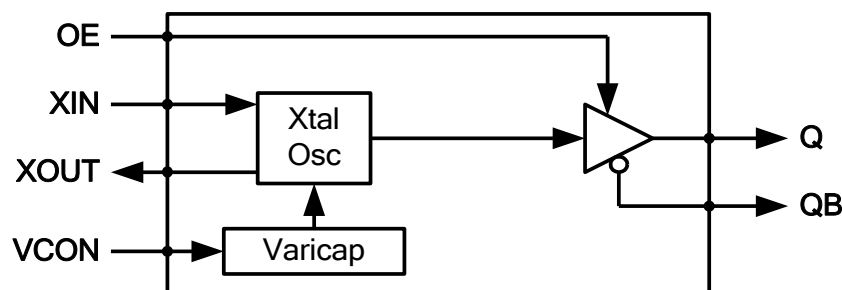 OE
XIN
Xtal
Osc
Q
XOUT
QB
VCON
Varicap